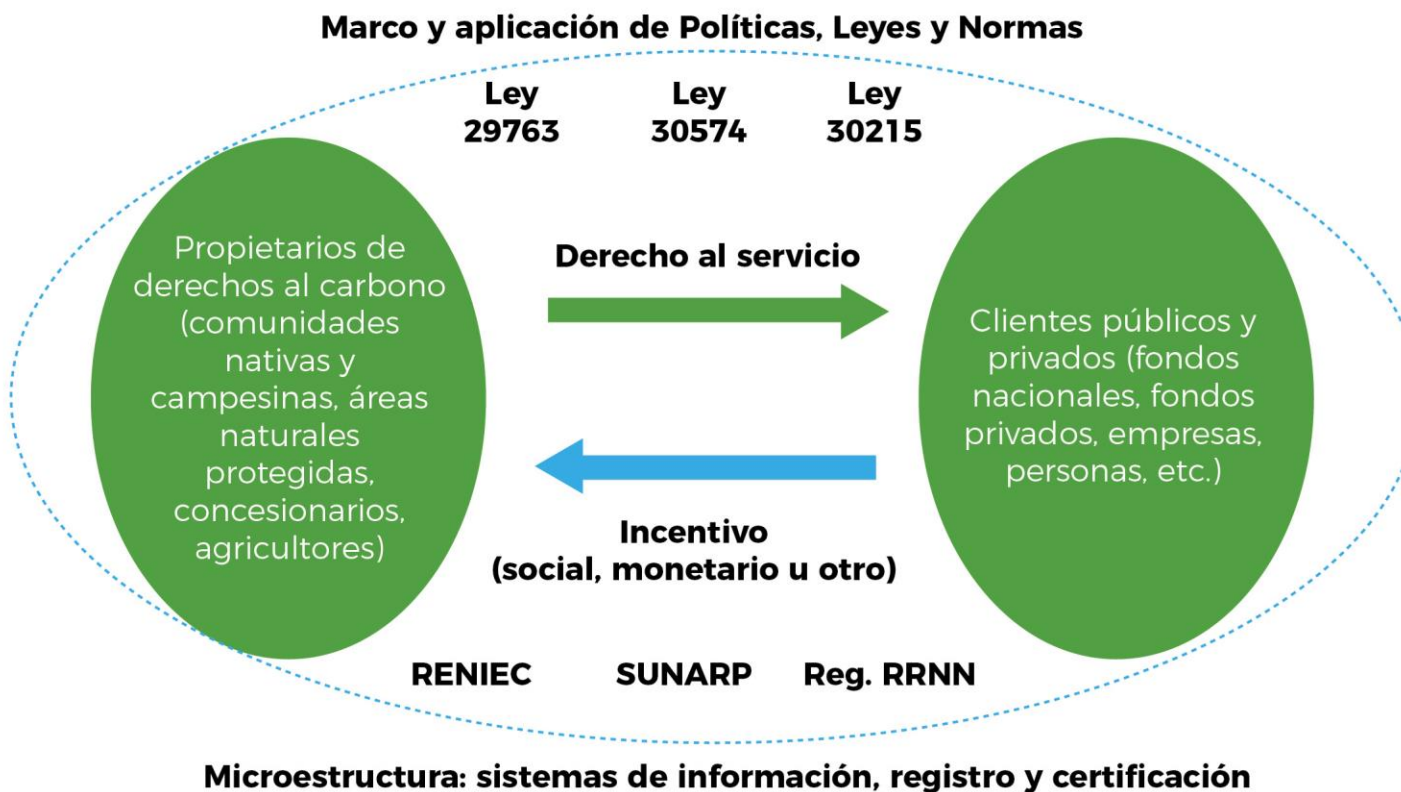 Marco y aplicación de Políticas, Leyes y Normas
Ley
29763
Ley
30574
Ley
30215
Propietarios de
derechos al carbono
(comunidades
nativas y
campesinas, áreas
naturales
protegidas,
concesionarios,
agricultores)
Derecho al servicio
Incentivo
(social, monetario u otro)
Clientes públicos y
privados (fondos
nacionales, fondos
privados, empresas,
personas, etc.)
RENIEC
SUNARP
Reg. RRNN
Microestructura: sistemas de información, registro y certificación